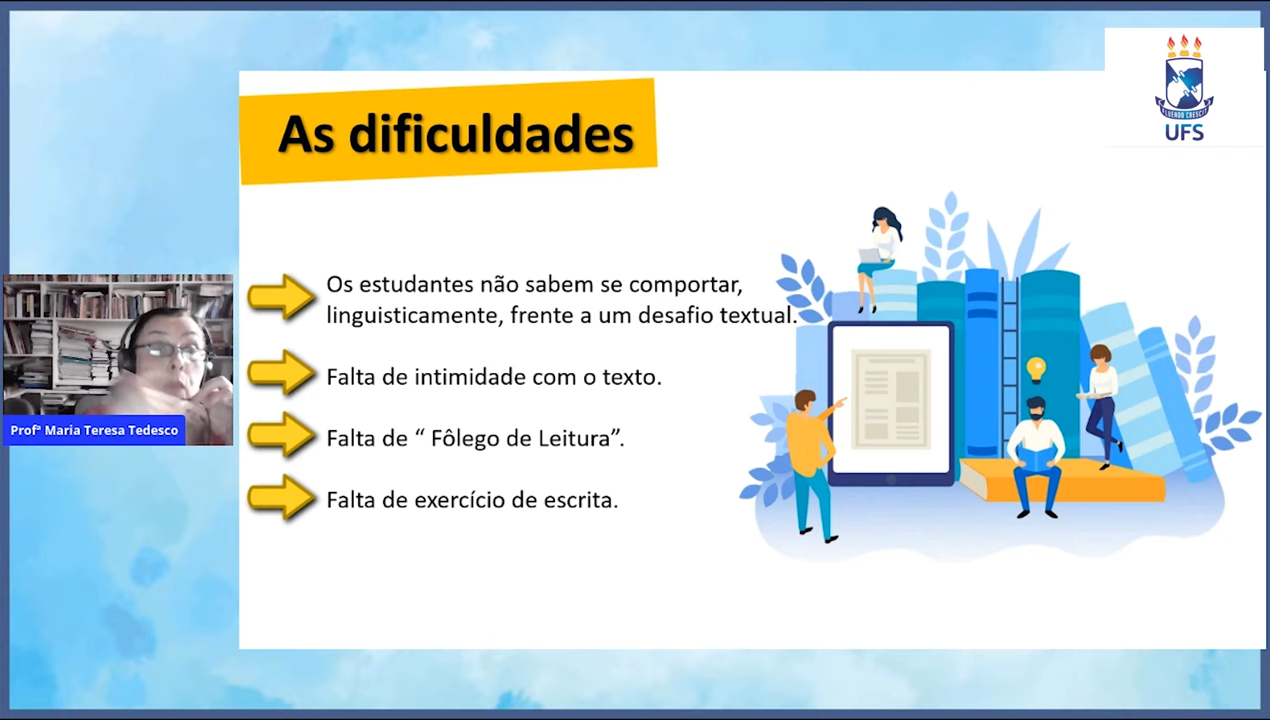 As dificuldades
Os estudantes não sabem se comportar,
linguisticamente, frente a um desafio textual.
Falta de intimidade com o texto.
Falta de “ Fôlego de Leitura”.
Falta de exercício de escrita.
Profª Maria Teresa Tedesco
UFS